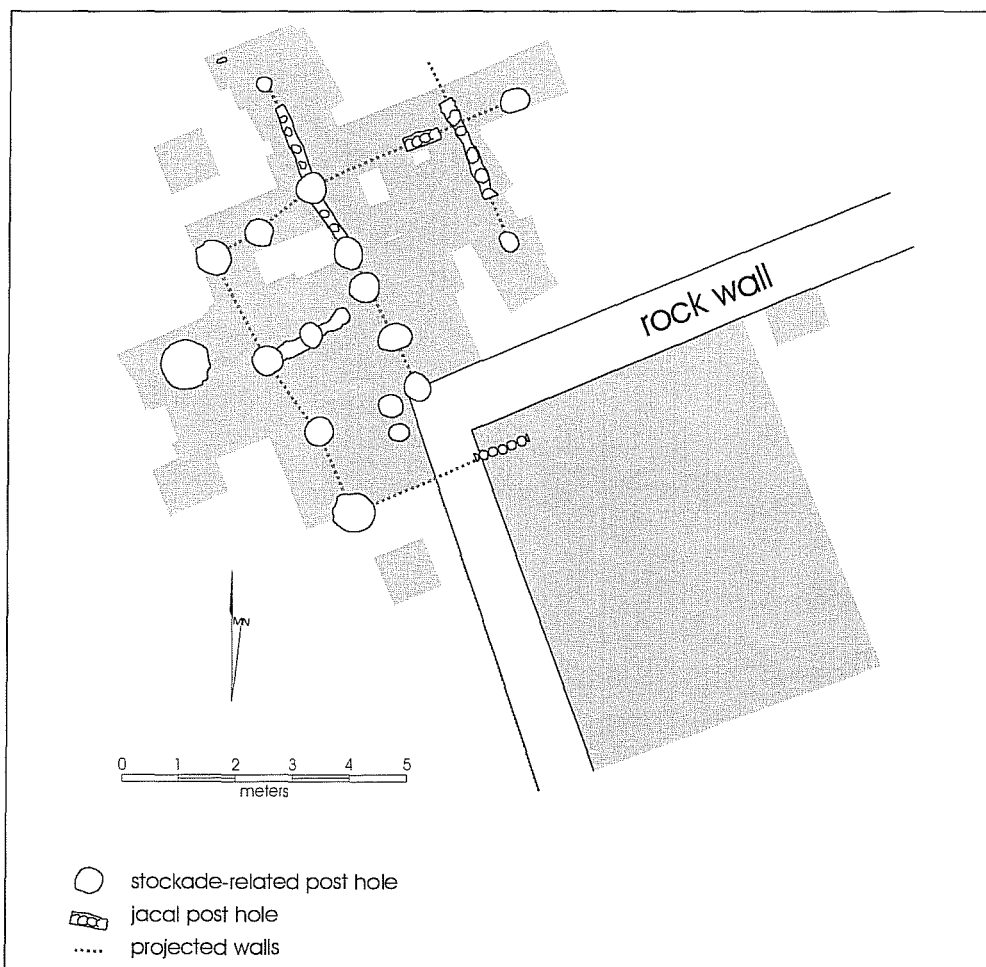 rock wall
MN
0 1 2 3 4 5
meters
stockade-related post hole
jacal post hole
projected walls